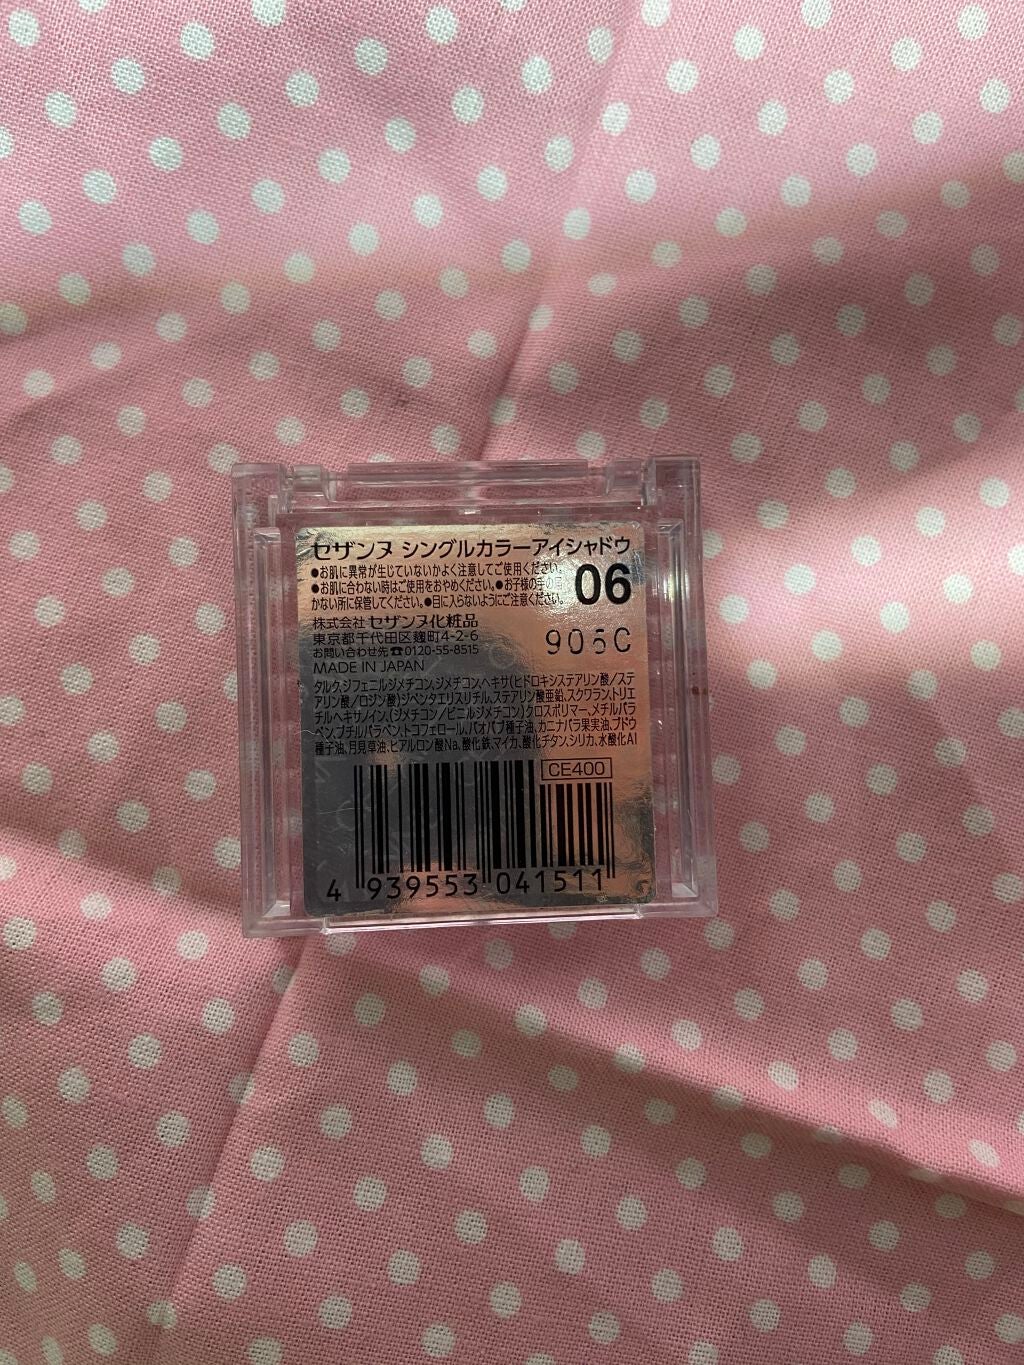 セザンヌ シングルカラーアイシャドウ
●お肌に異常が生じていないかよく注意してご使用ください。
●お肌に合わない時はご使用をおやめください。●お子様の手の届
かない所に保管してください。●目に入らないようにご注意ください。
06
株式会社 セザンヌ化粧品
東京都千代田区麹町4-2-6
お問い合わせ先 ☎0120-55-8515
905C
MADE IN JAPAN
タルク、ジフェニルジメチコン、ジメチコン、ヘキサ(ヒドロキシステアリン酸/ステ
アリン酸/ロジン酸)ジペンタエリスリチル、ステアリン酸亜鉛、スクワラン、トリエ
チルヘキサノイン、(ジメチコン/ビニルジメチコン)クロスポリマー、メチルパラ
ベン、ブチルパラベン、トコフェロール、バオバブ種子油、カニナバラ果実油、ブドウ
種子油、月見草油、ヒアルロン酸Na、酸化鉄、マイカ、酸化チタン、シリカ、水酸化Al
CE400
4 939553 041511